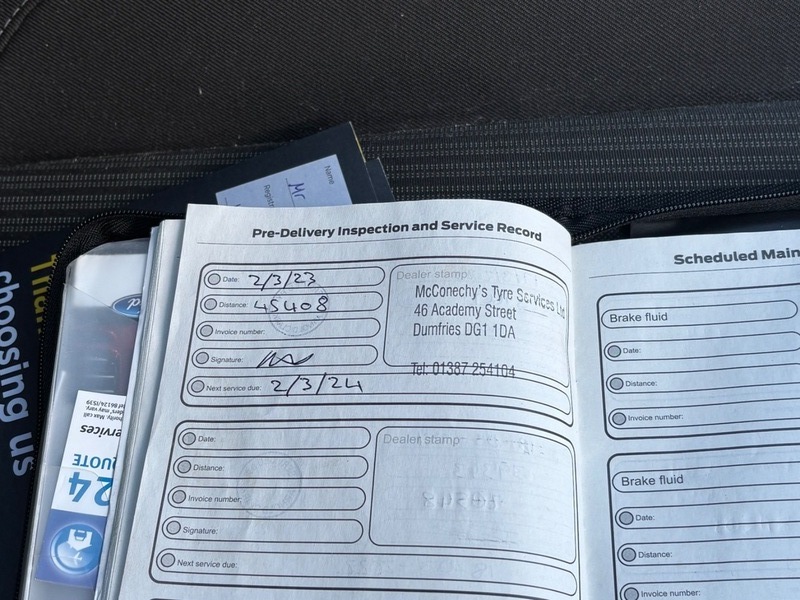 Name
Mr
choosing us
Ford
QUOTE
24
Pre-Delivery Inspection and Service Record
Date: 2/3/23
Distance: 45408
Invoice number:
Signature:
Next service due: 2/3/24
Dealer stamp:
McConechy's Tyre Services Ltd
46 Academy Street
Dumfries DG1 1DA
Tel: 01387 254104
Date:
Distance:
Invoice number:
Signature:
Next service due:
Dealer stamp:
Scheduled Main
Brake fluid
Date:
Distance:
Invoice number:
Brake fluid
Date:
Distance:
Invoice number: